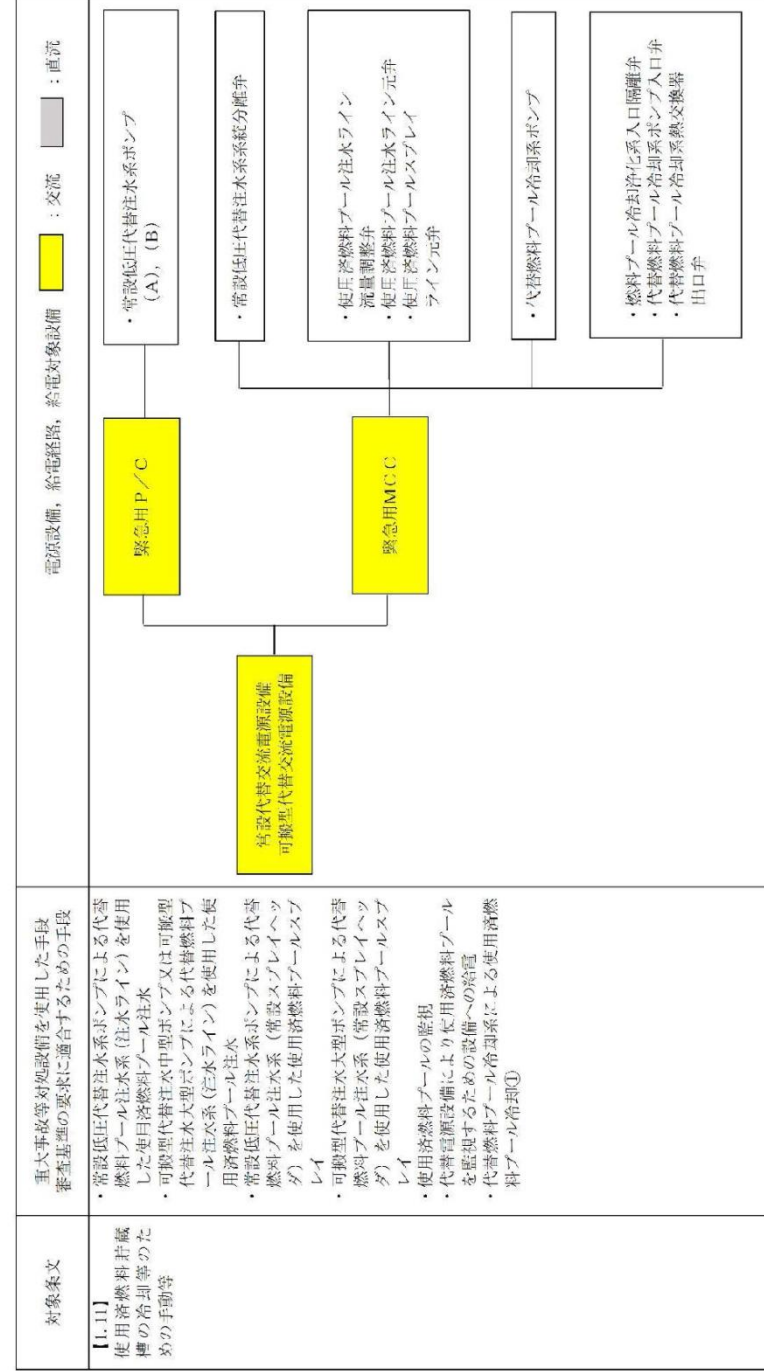 対象条文
重大事故等対処設備を使用した手段
審査基準の要求に適合するための手段
電源設備，給電経路，給電対象設備
：交流
：直流
【1.11】
使用済燃料貯蔵
槽の冷却等のた
めの手順等
・常設低圧代替注水系ポンプによる代替
燃料プール注水系（注水ライン）を使用
した使用済燃料プール注水
・可搬型代替注水中型ポンプ又は可搬型
代替注水大型ポンプによる代替燃料プ
ール注水系（注水ライン）を使用した使
用済燃料プール注水
・常設低圧代替注水系ポンプによる代替
燃料プール注水系（常設スプレイヘッ
ダ）を使用した使用済燃料プールスプ
レイ
・可搬型代替注水大型ポンプによる代替
燃料プール注水系（常設スプレイヘッ
ダ）を使用した使用済燃料プールスプ
レイ
・使用済燃料プールの監視
・代替電源設備により使用済燃料プール
を監視するための設備への給電
・代替燃料プール冷却系による使用済燃
料プール冷却①
常設代替交流電源設備
可搬型代替交流電源設備
緊急用Ｐ／Ｃ
緊急用ＭＣＣ
・常設低圧代替注水系ポンプ
（A），（B）
・常設低圧代替注水系系統分離弁
・使用済燃料プール注水ライン
流量調整弁
・使用済燃料プール注水ライン元弁
・使用済燃料プールスプレイ
ライン元弁
・代替燃料プール冷却系ポンプ
・燃料プール冷却浄化系入口隔離弁
・代替燃料プール冷却系ポンプ入口弁
・代替燃料プール冷却系熱交換器
出口弁